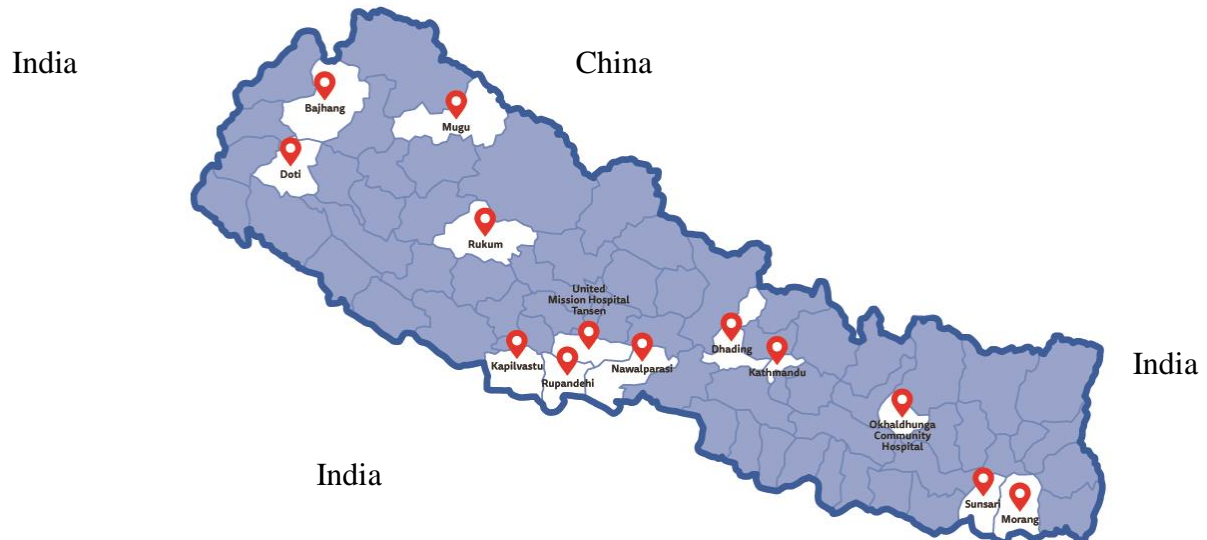 India
China
Bajhang
Mugu
Doti
Rukum
United
Mission Hospital
Tansen
Kapilvastu
Rupandehi
Nawalparasi
Dhading
Kathmandu
India
Okhaldhunga
Community
Hospital
India
Sunsari
Morang